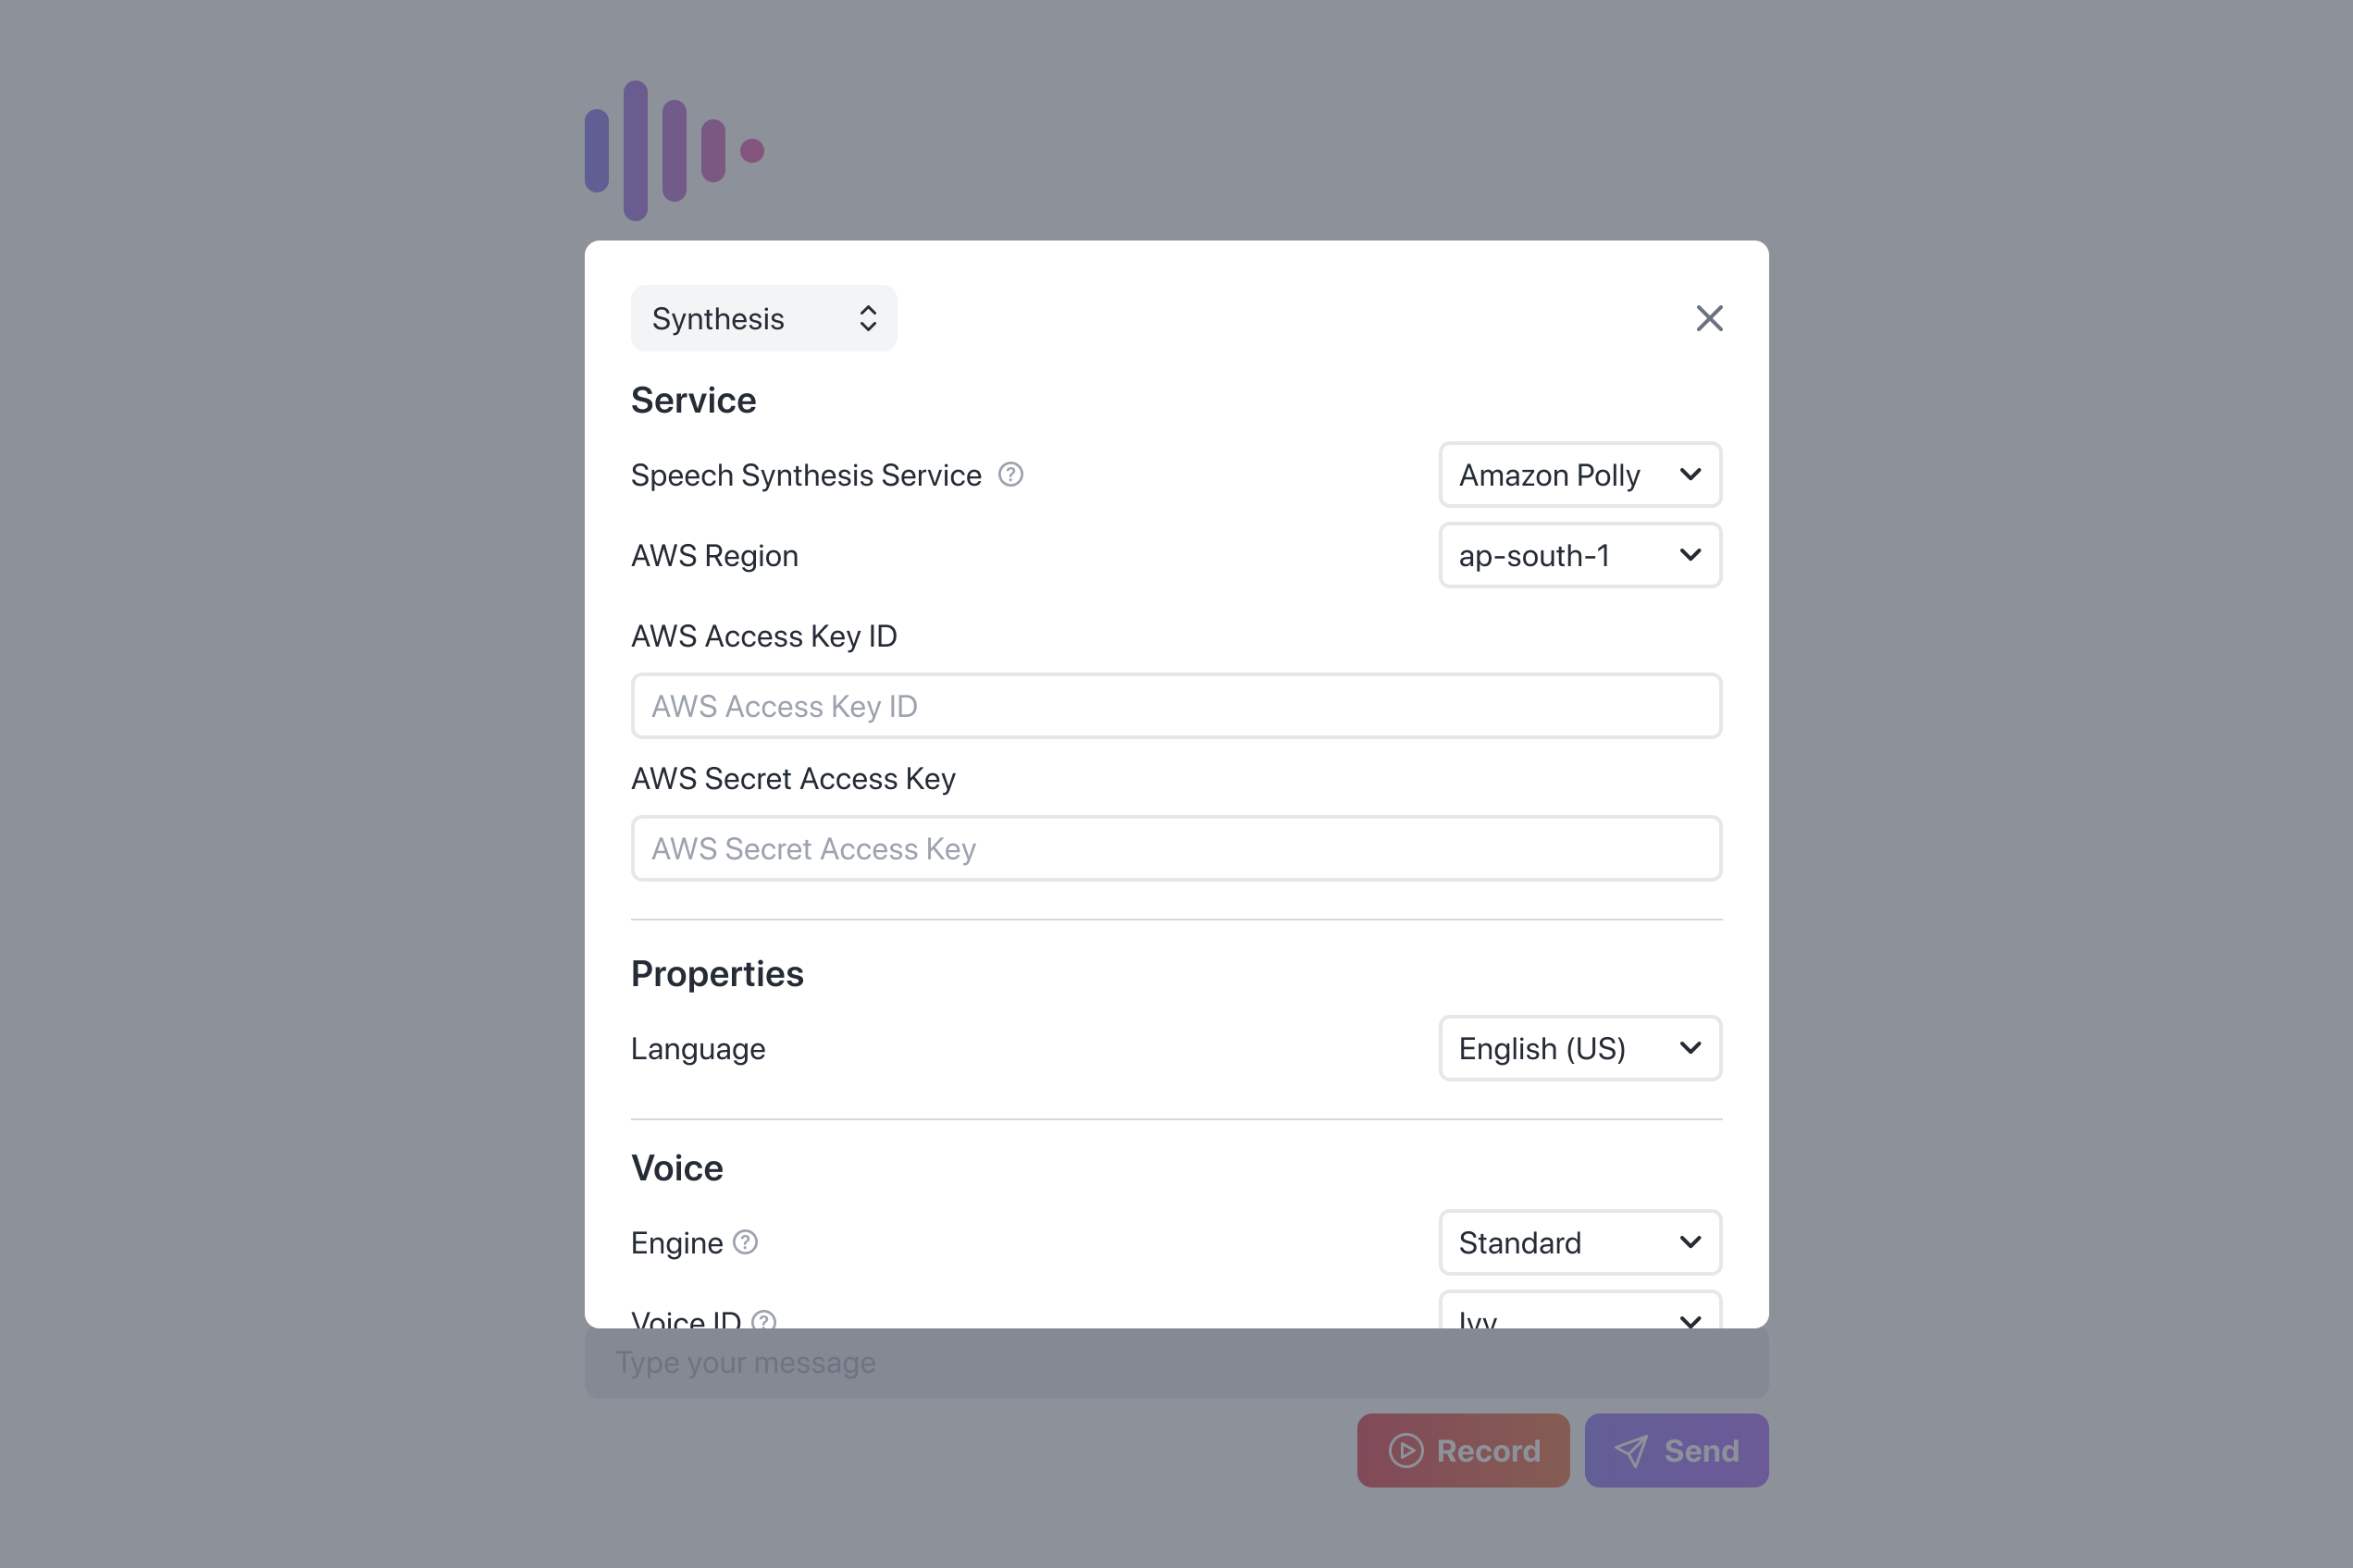 Synthesis
Service
Speech Synthesis Service
Amazon Polly
AWS Region
ap-south-1
AWS Access Key ID
AWS Access Key ID
AWS Secret Access Key
AWS Secret Access Key
Properties
Language
English (US)
Voice
Engine
Standard
Voice ID
Ivy
Type your message
Record
Send